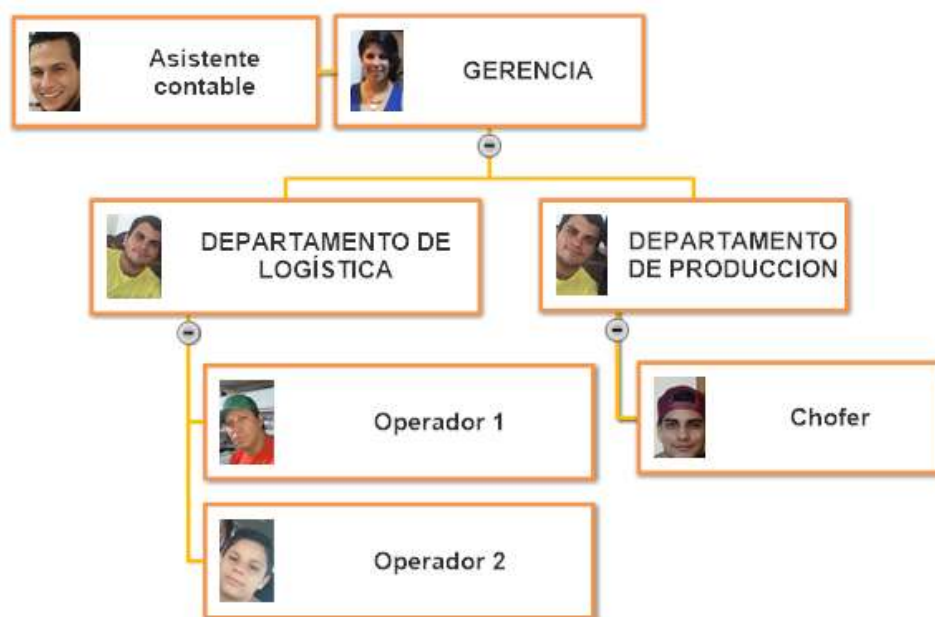 Asistente
contable
GERENCIA
DEPARTAMENTO DE
LOGÍSTICA
DEPARTAMENTO
DE PRODUCCION
Operador 1
Chofer
Operador 2